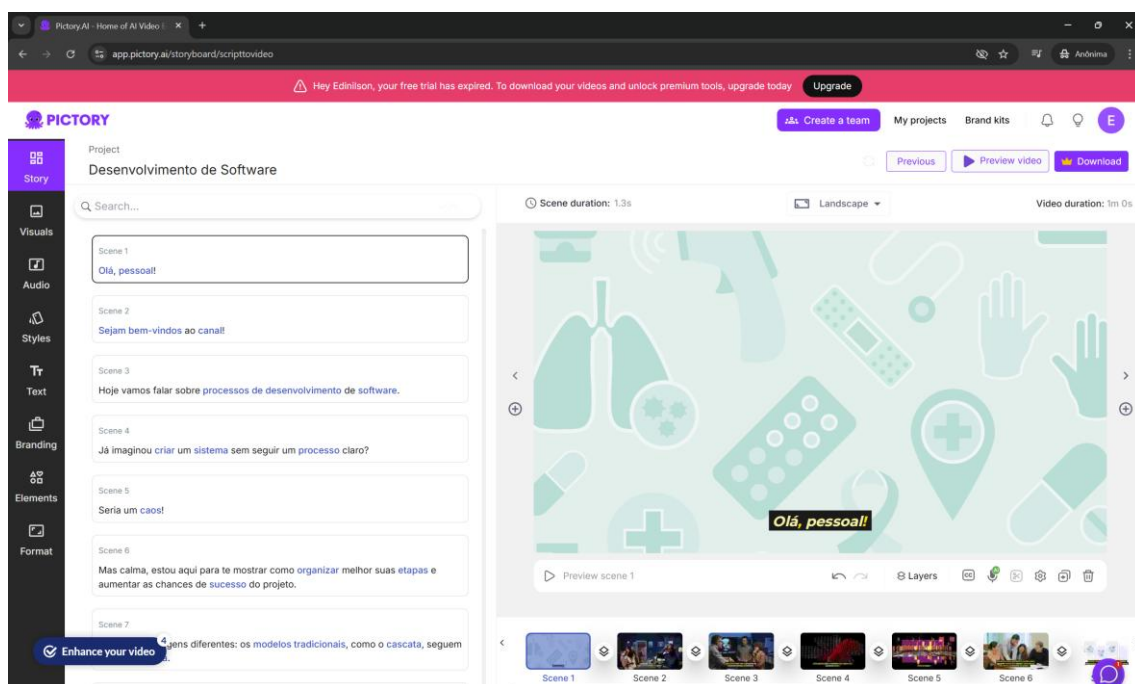 Pictory.AI - Home of AI Video
app.pictory.ai/storyboard/scripttovideo
Anônima
Hey Edinilson, your free trial has expired. To download your videos and unlock premium tools, upgrade today
Upgrade
PICTORY
Create a team
My projects
Brand kits
E
Story
Project
Desenvolvimento de Software
Previous
Preview video
Download
Visuals
Search...
Scene duration: 1.3s
Landscape
Video duration: 1m 0s
Audio
Styles
Text
Branding
Elements
Format
Scene 1
Olá, pessoal!
Scene 2
Sejam bem-vindos ao canal!
Scene 3
Hoje vamos falar sobre processos de desenvolvimento de software.
Scene 4
Já imaginou criar um sistema sem seguir um processo claro?
Scene 5
Seria um caos!
Scene 6
Mas calma, estou aqui para te mostrar como organizar melhor suas etapas e
aumentar as chances de sucesso do projeto.
Scene 7
gens diferentes: os modelos tradicionais, como o cascata, seguem
4
Enhance your video
Olá, pessoal!
Preview scene 1
Layers
CC
Scene 1
Scene 2
Scene 3
Scene 4
Scene 5
Scene 6